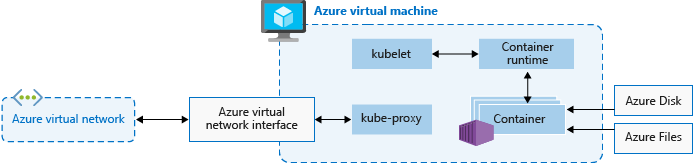 Azure virtual machine
kubelet
Container
runtime
Azure virtual network
Azure virtual
network interface
kube-proxy
Container
Azure Disk
Azure Files